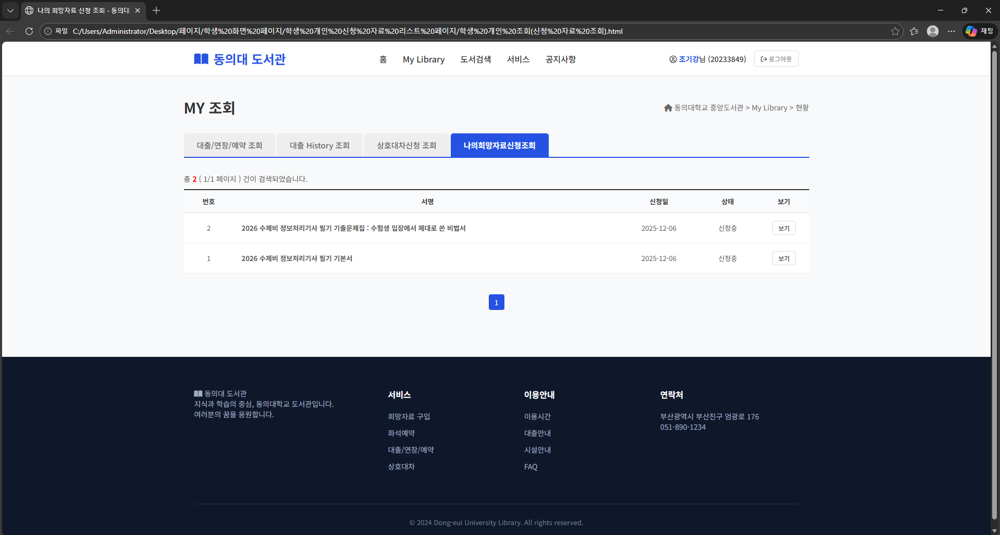 나의 희망자료 신청 조회 - 동의대
파일 C:/Users/Administrator/Desktop/페이지/학생%20화면%20페이지/학생%20개인%20신청%20자료%20리스트%20페이지/학생%20개인%20조회(신청%20자료%20조회).html
채팅
동의대 도서관
홈 My Library 도서검색 서비스 공지사항
조기강님 (20233849) 로그아웃
MY 조회
동의대학교 중앙도서관 > My Library > 현황
대출/연장/예약 조회 대출 History 조회 상호대차신청 조회 나의희망자료신청조회
총 2 ( 1/1 페이지 ) 건이 검색되었습니다.
번호 서명 신청일 상태 보기
2 2026 수제비 정보처리기사 필기 기출문제집 : 수험생 입장에서 제대로 쓴 비법서 2025-12-06 신청중 보기
1 2026 수제비 정보처리기사 필기 기본서 2025-12-06 신청중 보기
1
동의대 도서관
지식과 학습의 중심, 동의대학교 도서관입니다.
여러분의 꿈을 응원합니다.
서비스
희망자료 구입
좌석예약
대출/연장/예약
상호대차
이용안내
이용시간
대출안내
시설안내
FAQ
연락처
부산광역시 부산진구 엄광로 176
051-890-1234
© 2024 Dong-eui University Library. All rights reserved.